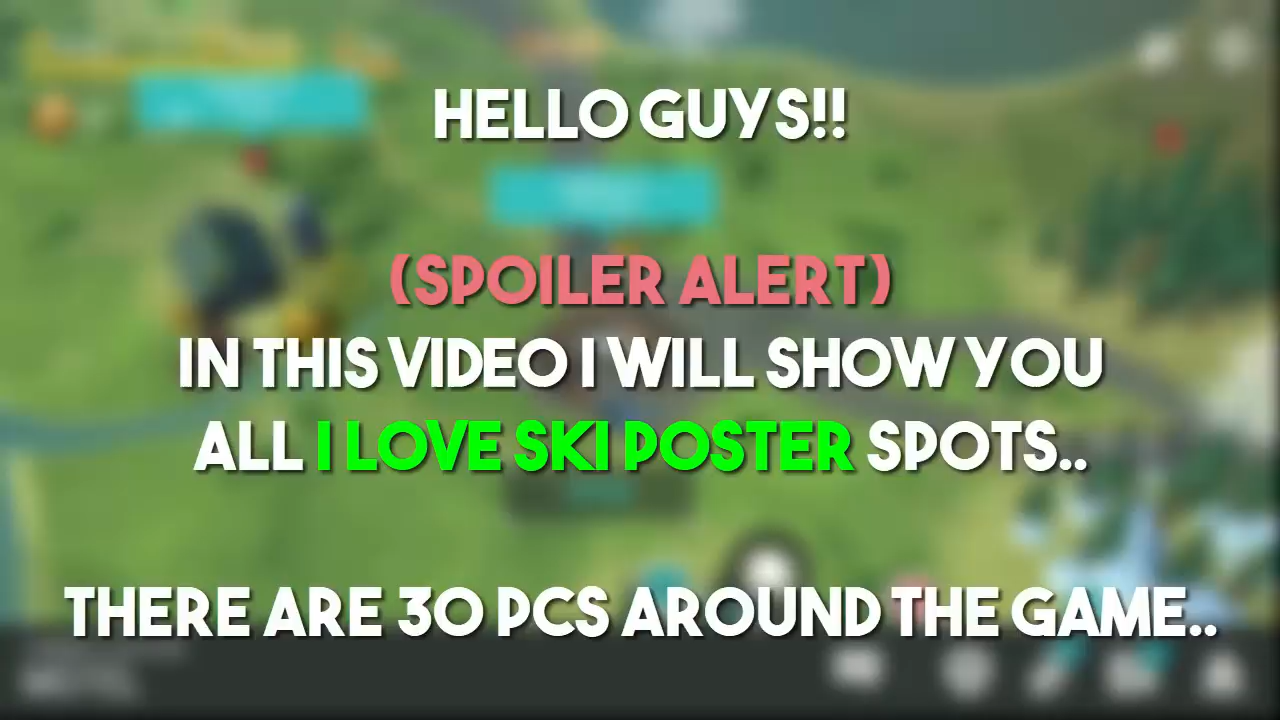 HELLO GUYS!!
(SPOILER ALERT)
IN THIS VIDEO I WILL SHOW YOU
ALL I LOVE SKI POSTER SPOTS..
THERE ARE 30 PCS AROUND THE GAME..